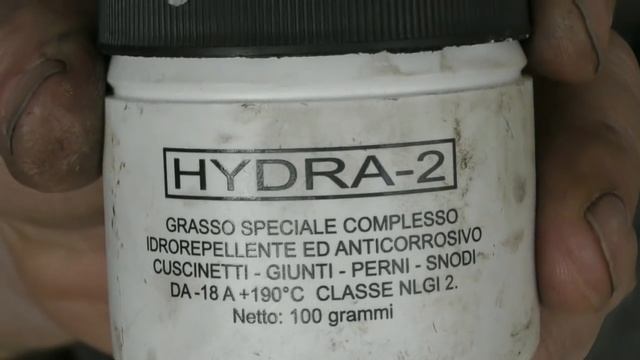 HYDRA-2
GRASSO SPECIALE COMPLESSO
IDROREPELLENTE ED ANTICORROSIVO
CUSCINETTI - GIUNTI - PERNI - SNODI
DA -18 A +190°C CLASSE NLGI 2.
Netto: 100 grammi